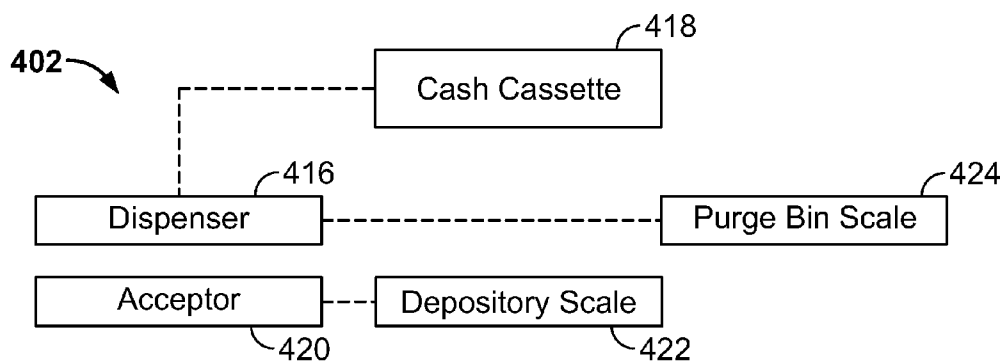 418
402
Cash Cassette
416
424
Dispenser
Purge Bin Scale
Acceptor
Depository Scale
420
422